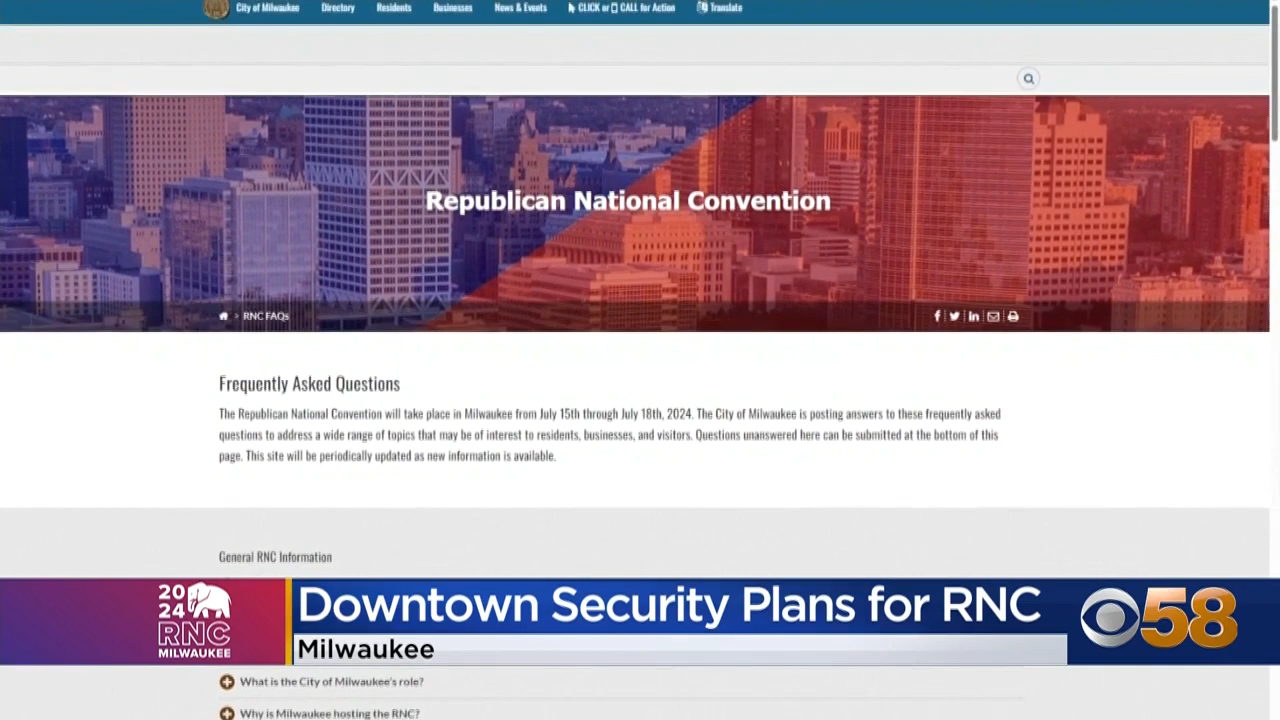 City of Milwaukee Directory Residents Businesses News & Events CLICK or CALL for Action Translate
Republican National Convention
> RNC FAQs
Frequently Asked Questions
The Republican National Convention will take place in Milwaukee from July 15th through July 18th, 2024. The City of Milwaukee is posting answers to these frequently asked
questions to address a wide range of topics that may be of interest to residents, businesses, and visitors. Questions unanswered here can be submitted at the bottom of this
page. This site will be periodically updated as new information is available.
General RNC Information
20
24
RNC
MILWAUKEE
Downtown Security Plans for RNC
Milwaukee
58
What is the City of Milwaukee's role?
Why is Milwaukee hosting the RNC?